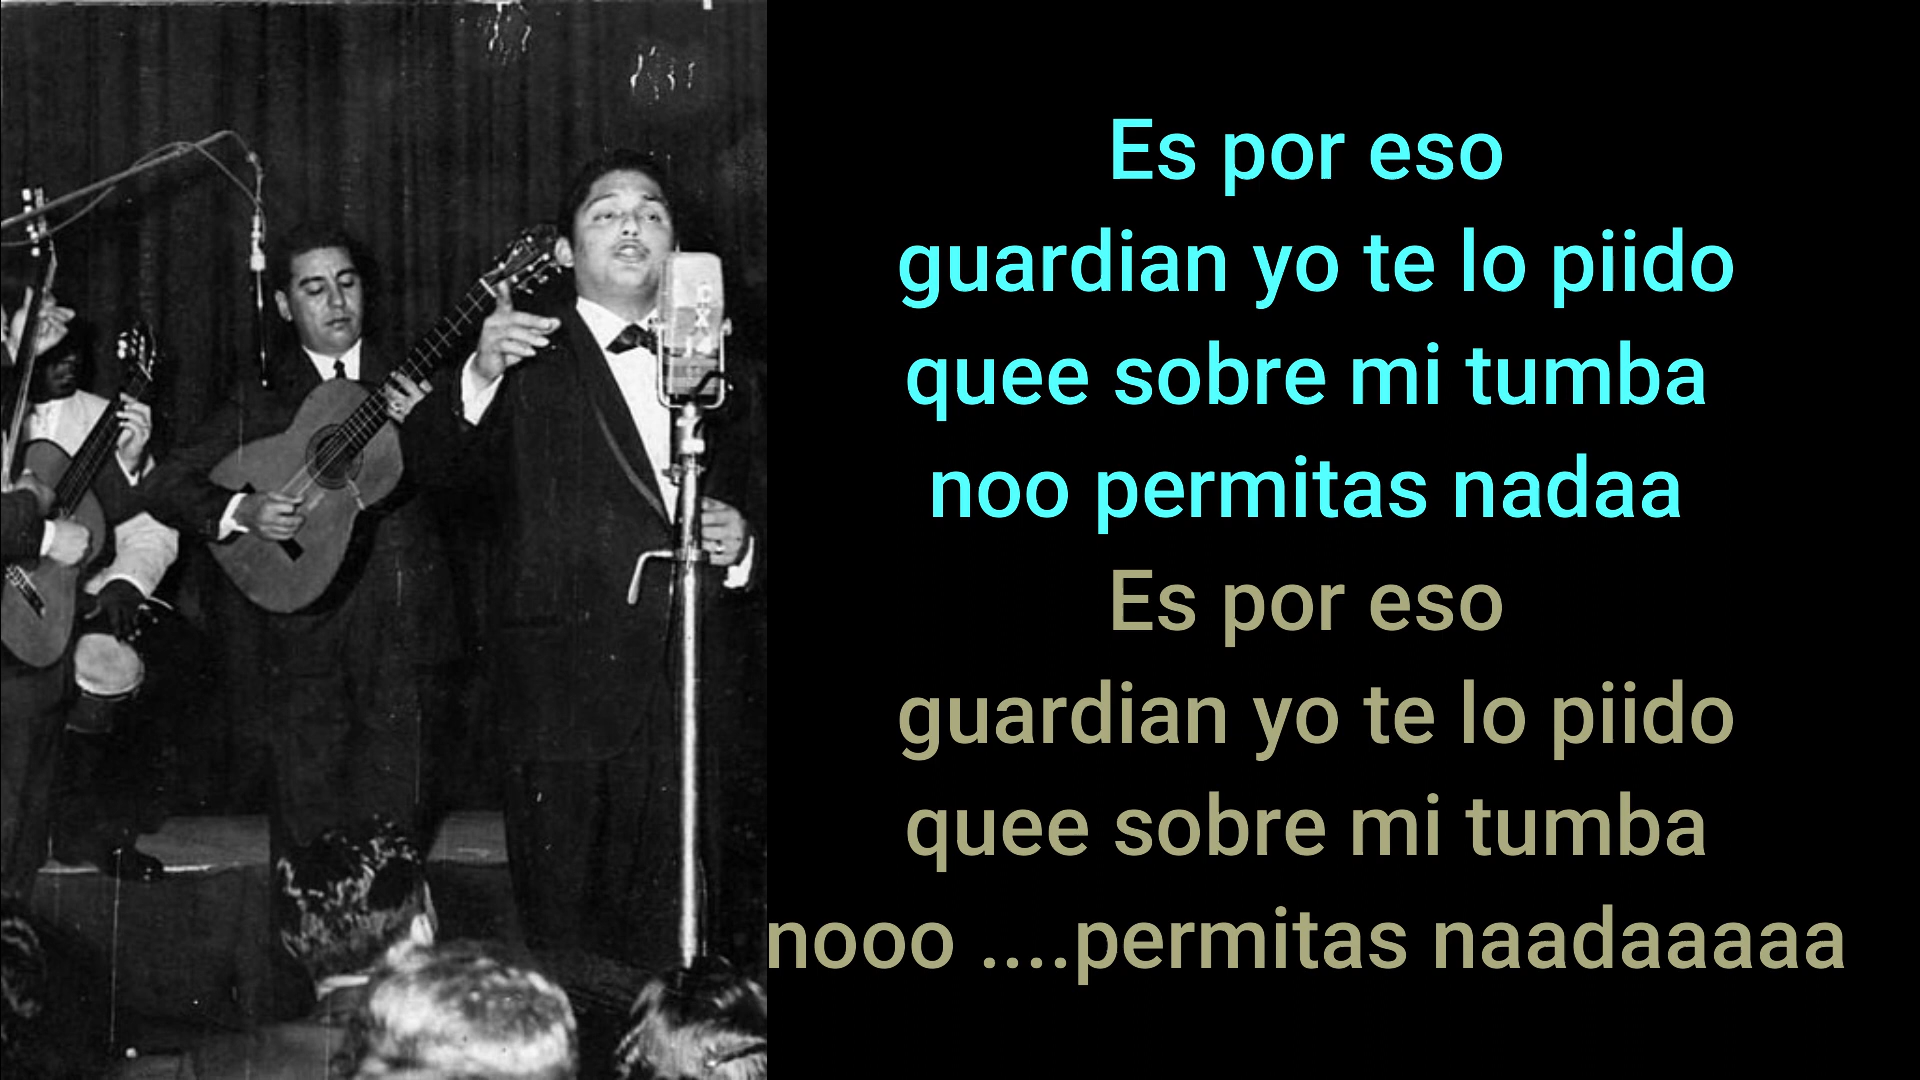 Es por eso
guardian yo te lo piido
quee sobre mi tumba
noo permitas nadaa
Es por eso
guardian yo te lo piido
quee sobre mi tumba
nooo ....permitas naadaaaaa